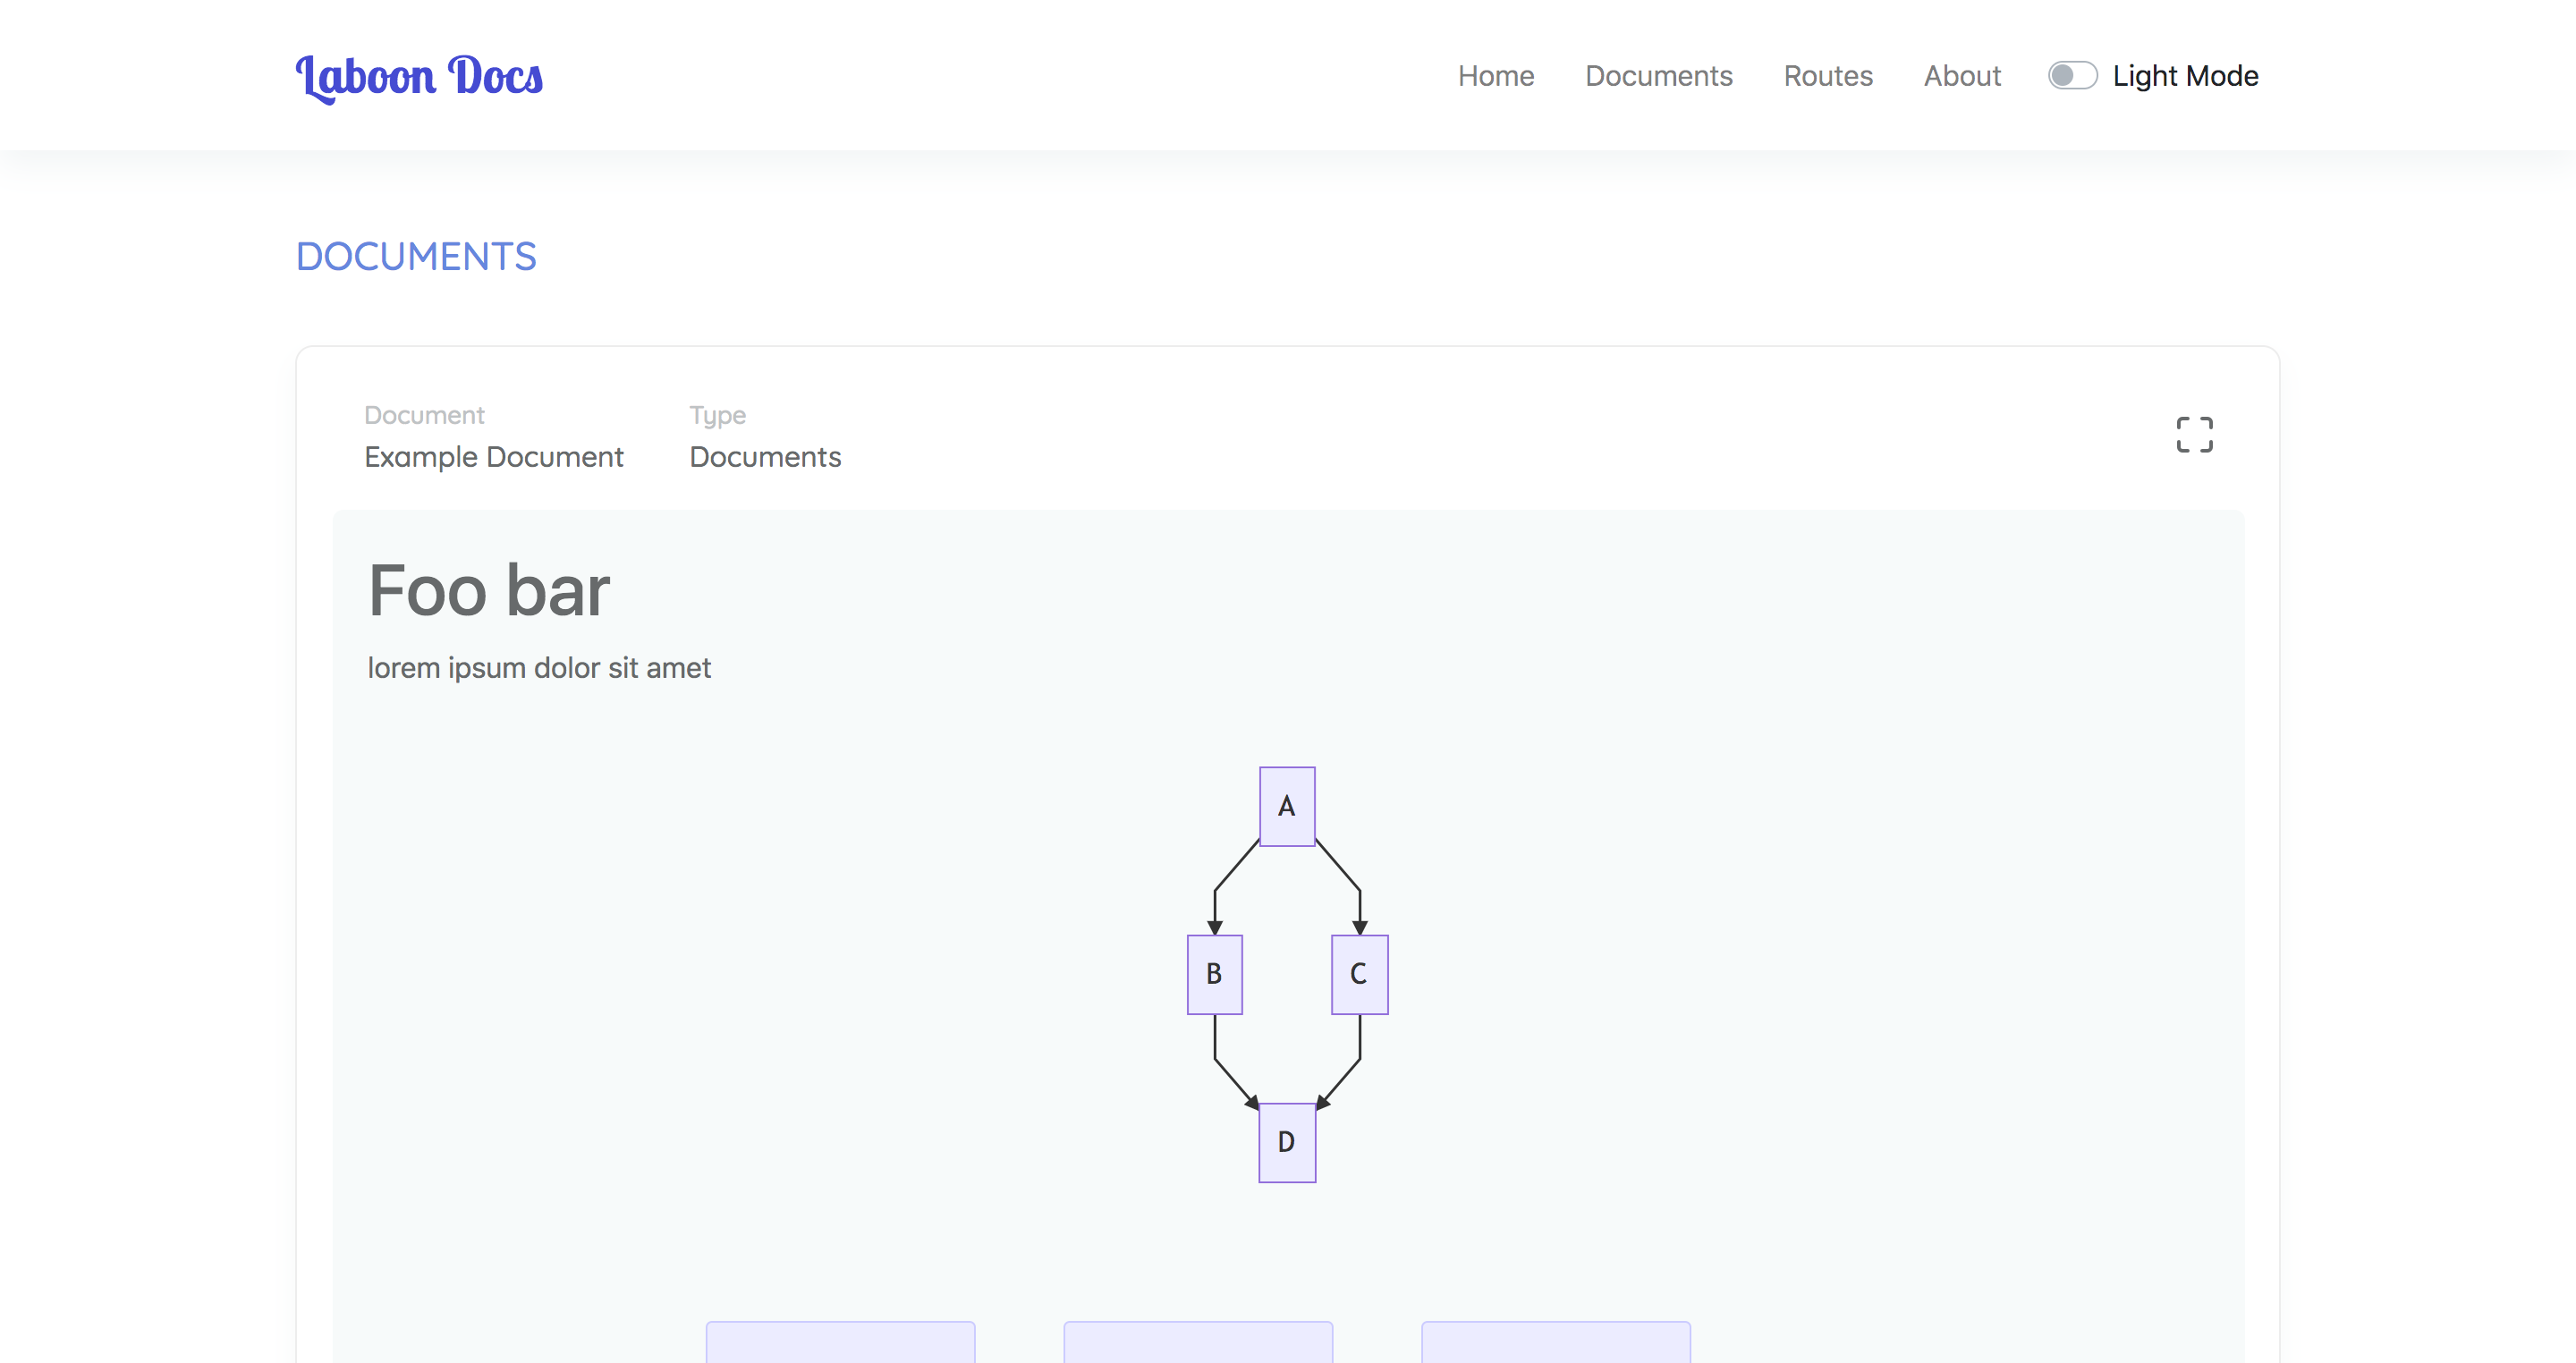 Laboon Docs
Home Documents Routes About Light Mode
DOCUMENTS
Document Type
Example Document Documents
Foo bar
lorem ipsum dolor sit amet
A
B C
D